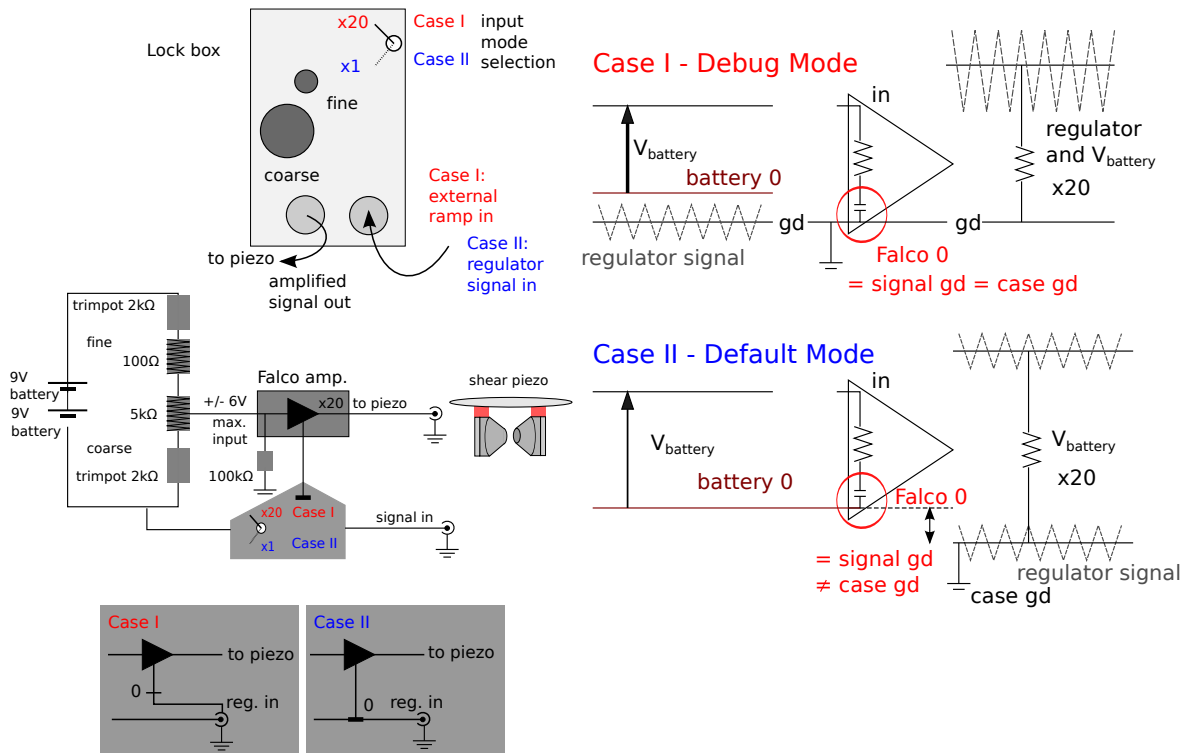 x20
Case I
input
mode
selection
x1
Case II
Lock box
fine
coarse
Case I:
external
ramp in
Case II:
regulator
signal in
to piezo
amplified
signal out
trimpot 2kΩ
fine
100Ω
9V
battery
9V
battery
5kΩ
coarse
trimpot 2kΩ
+/- 6V
max.
input
100kΩ
Falco amp.
x20
to piezo
shear piezo
x20
Case I
x1
Case II
signal in
Case I
to piezo
0
reg. in
Case II
to piezo
0
reg. in
Case I - Debug Mode
in
Vbattery
battery 0
regulator
and Vbattery
x20
gd
gd
regulator signal
Falco 0
= signal gd = case gd
Case II - Default Mode
in
Vbattery
battery 0
Falco 0
Vbattery
x20
= signal gd
≠ case gd
regulator signal
case gd